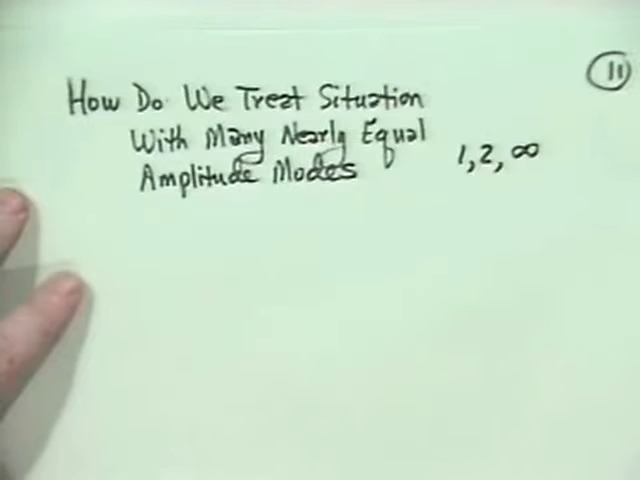 11
How Do We Treat Situation
With Many Nearly Equal
Amplitude Modes 1, 2, ∞